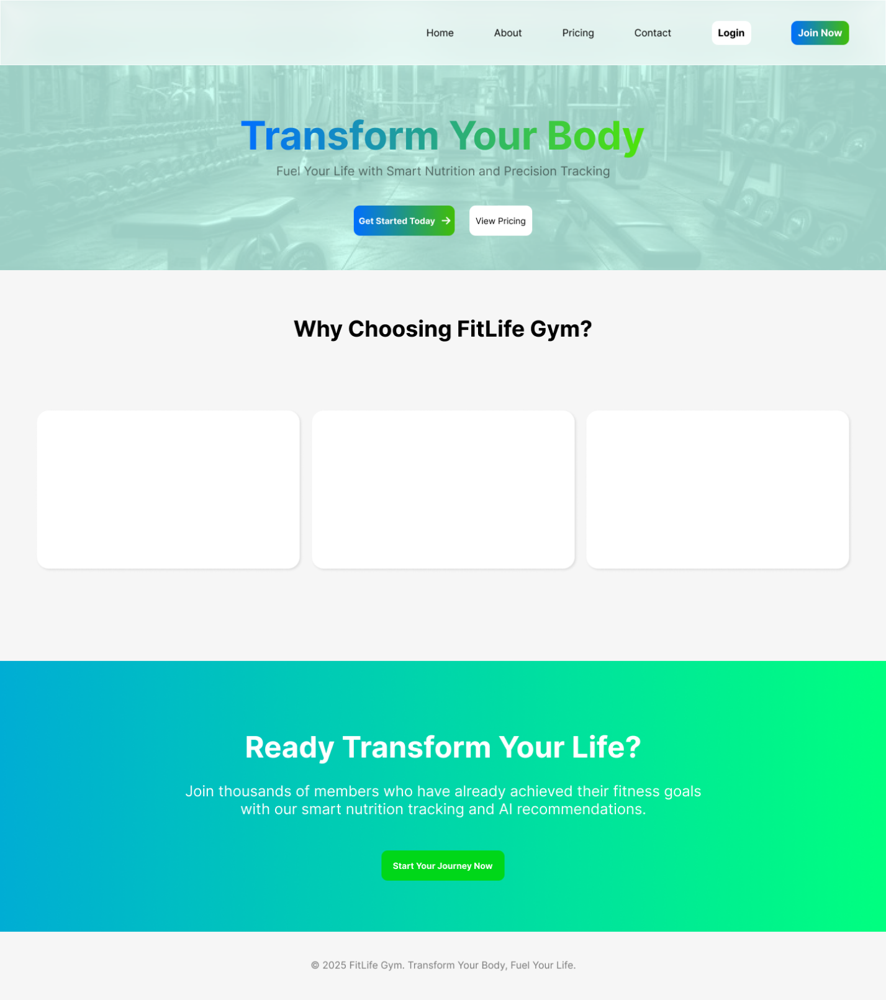 Home About Pricing Contact Login Join Now
Transform Your Body
Fuel Your Life with Smart Nutrition and Precision Tracking
Get Started Today → View Pricing
Why Choosing FitLife Gym?
Ready Transform Your Life?
Join thousands of members who have already achieved their fitness goals
with our smart nutrition tracking and AI recommendations.
Start Your Journey Now
© 2025 FitLife Gym. Transform Your Body, Fuel Your Life.